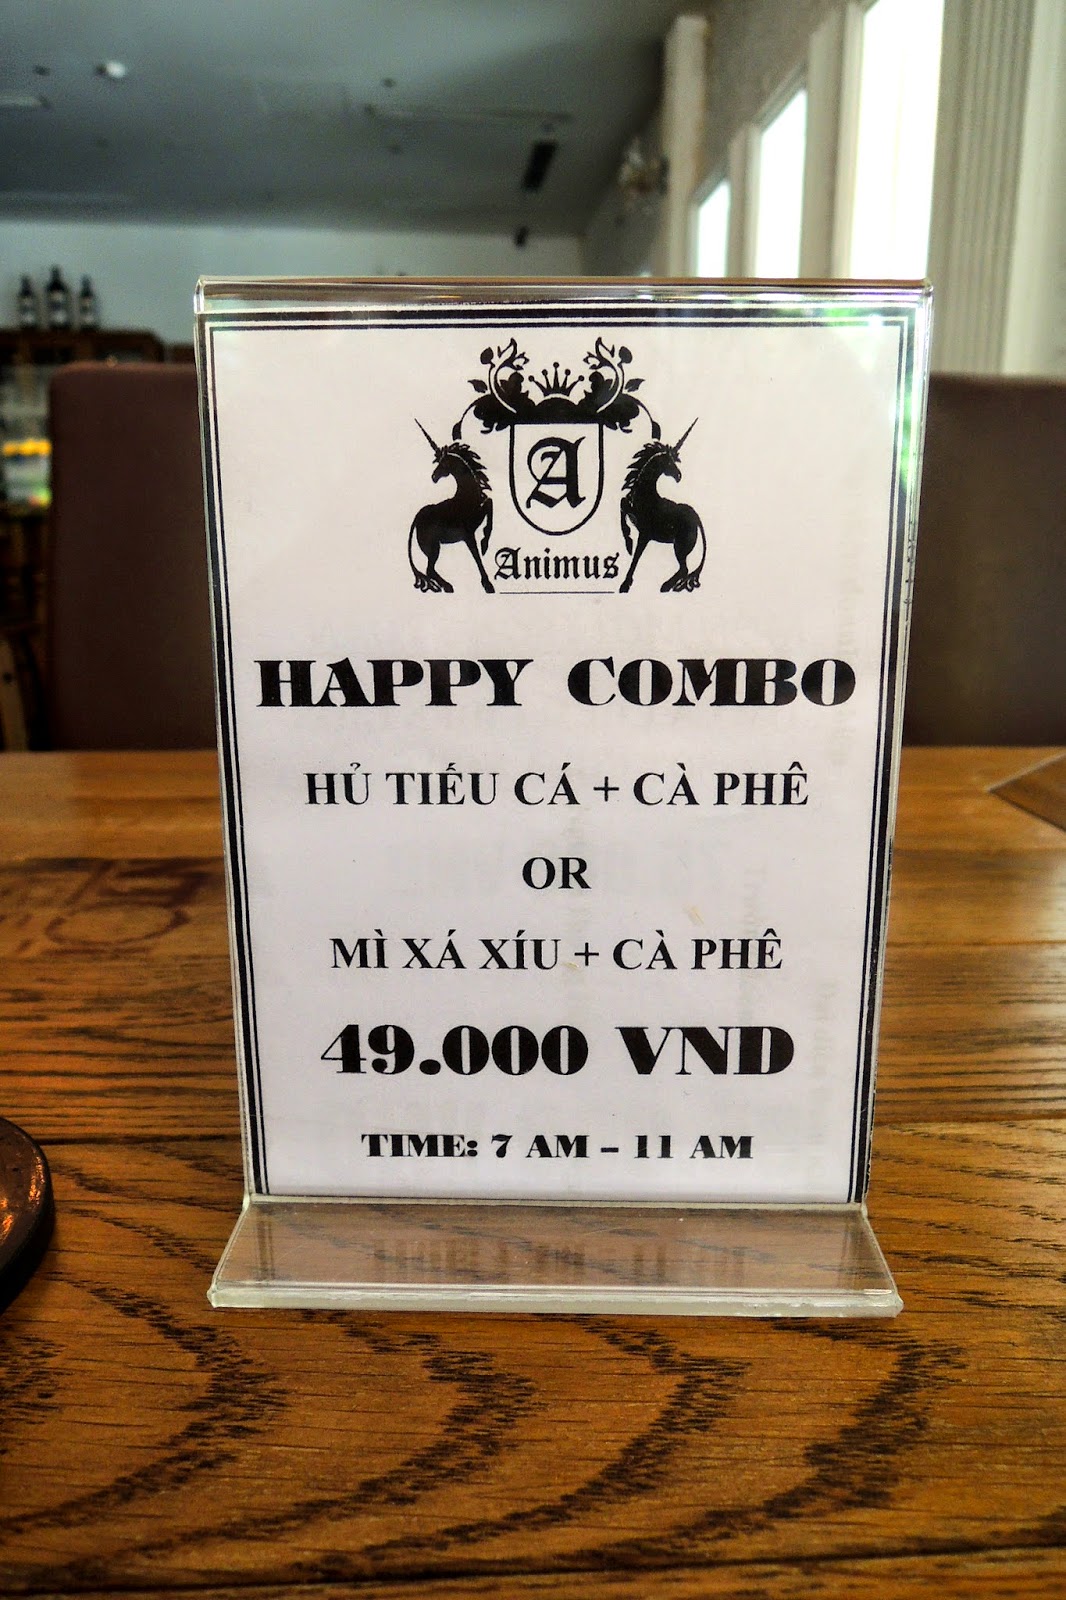 A
Animus
HAPPY COMBO
HỦ TIẾU CÁ + CÀ PHÊ
OR
MÌ XÁ XÍU + CÀ PHÊ
49.000 VND
TIME: 7 AM – 11 AM